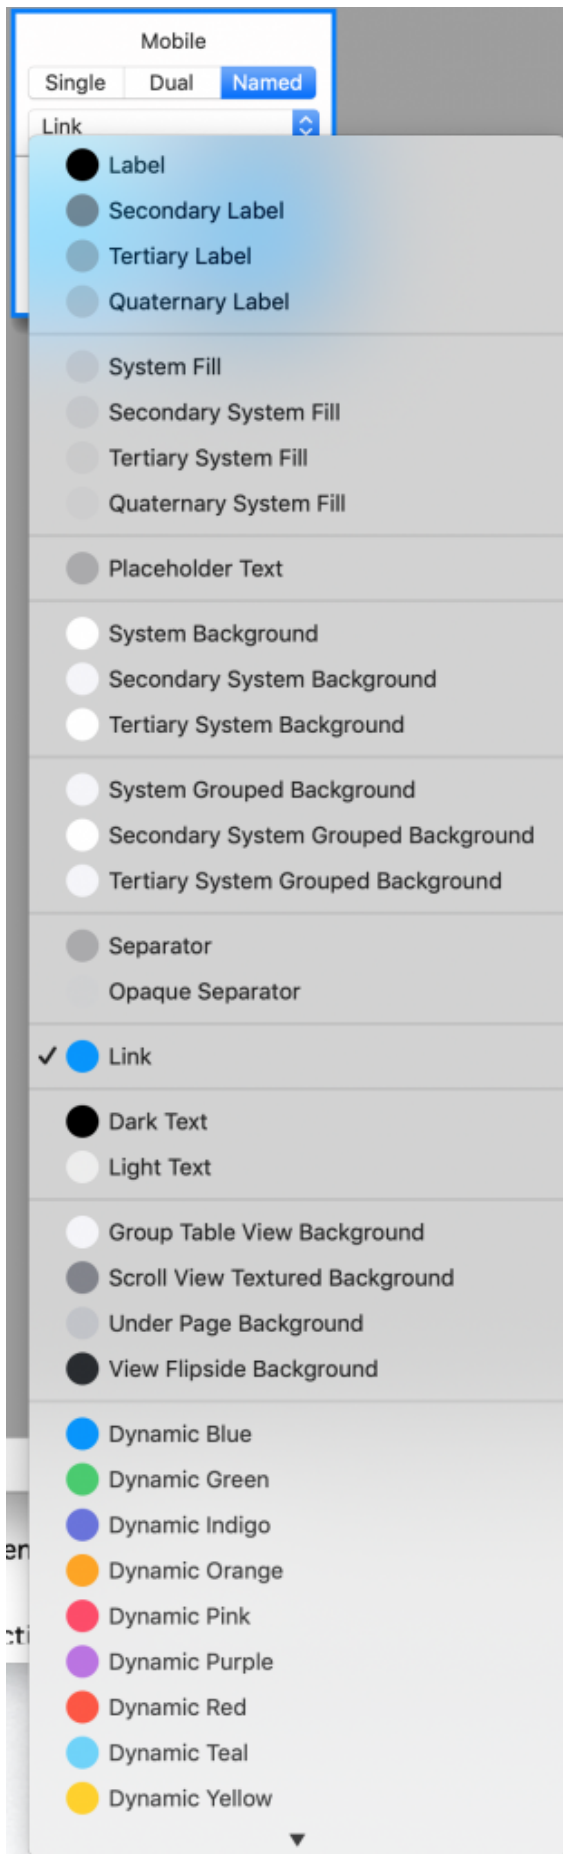 Mobile
Single Dual Named
Link
Label
Secondary Label
Tertiary Label
Quaternary Label
System Fill
Secondary System Fill
Tertiary System Fill
Quaternary System Fill
Placeholder Text
System Background
Secondary System Background
Tertiary System Background
System Grouped Background
Secondary System Grouped Background
Tertiary System Grouped Background
Separator
Opaque Separator
✓ Link
Dark Text
Light Text
Group Table View Background
Scroll View Textured Background
Under Page Background
View Flipside Background
Dynamic Blue
Dynamic Green
Dynamic Indigo
en
Dynamic Orange
Dynamic Pink
cti
Dynamic Purple
Dynamic Red
Dynamic Teal
Dynamic Yellow